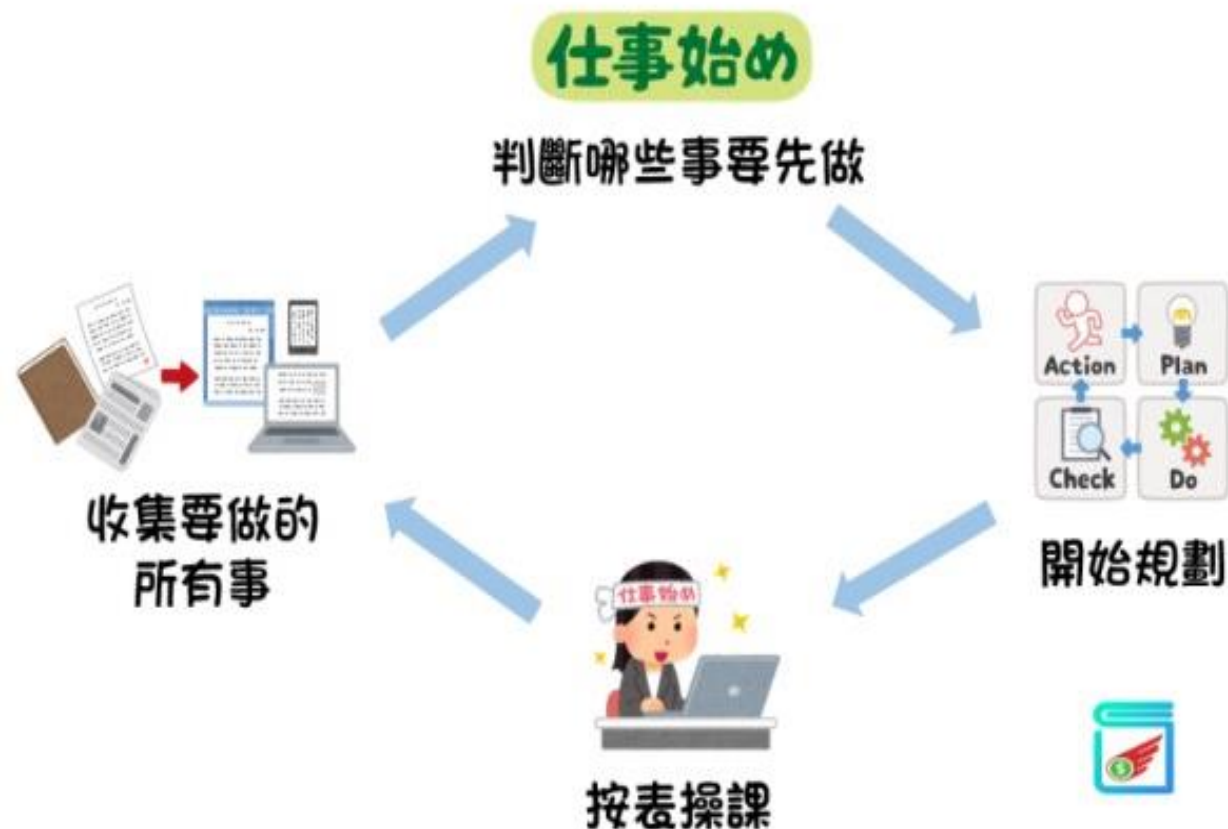 仕事始め
判斷哪些事要先做
Action
Plan
Check
Do
收集要做的
所有事
開始規劃
仕事始め
按表操課